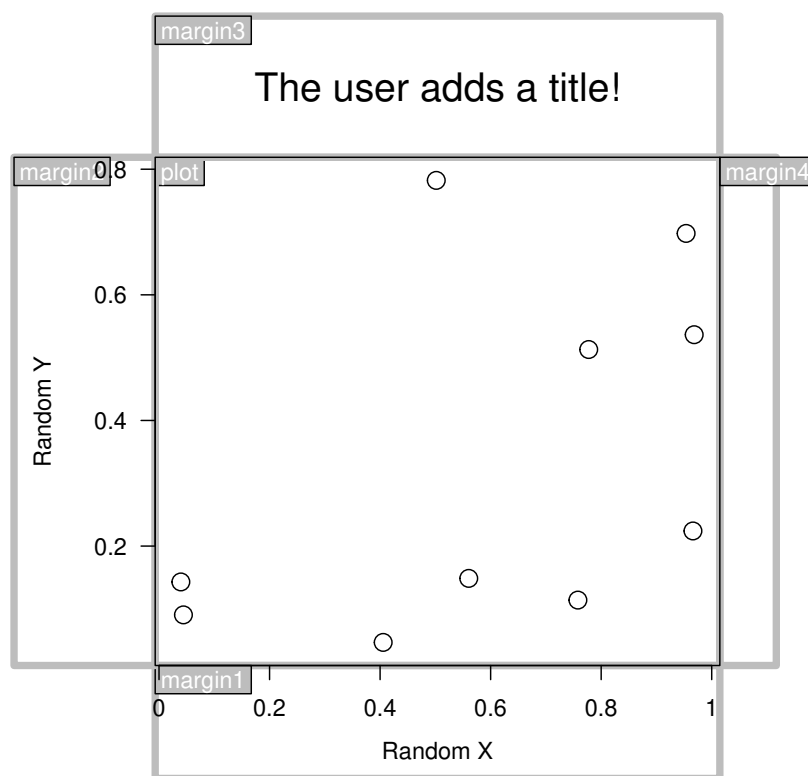 margin3
The user adds a title!
margin2
0.8
plot
margin4
0.6
0.4
0.2
Random Y
margin1
0
0.2
0.4
0.6
0.8
1
Random X